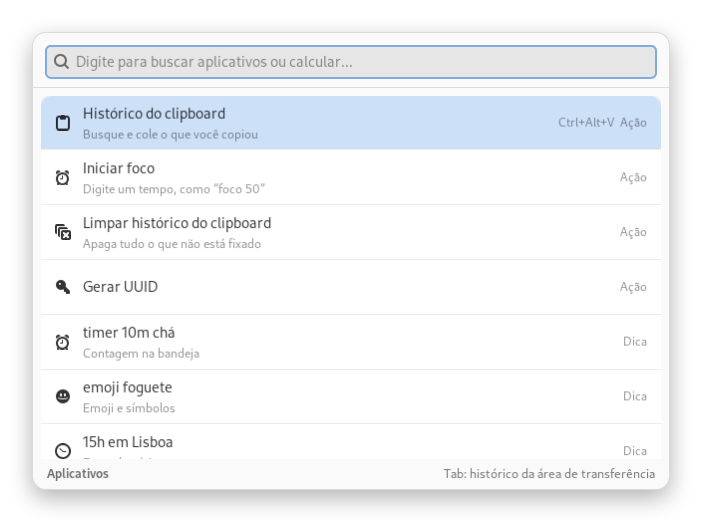 Digite para buscar aplicativos ou calcular...
Histórico do clipboard
Busque e cole o que você copiou
Ctrl+Alt+V Ação
Iniciar foco
Digite um tempo, como “foco 50”
Ação
Limpar histórico do clipboard
Apaga tudo o que não está fixado
Ação
Gerar UUID
Ação
timer 10m chá
Contagem na bandeja
Dica
emoji foguete
Emoji e símbolos
Dica
15h em Lisboa
Dica
Aplicativos
Tab: histórico da área de transferência